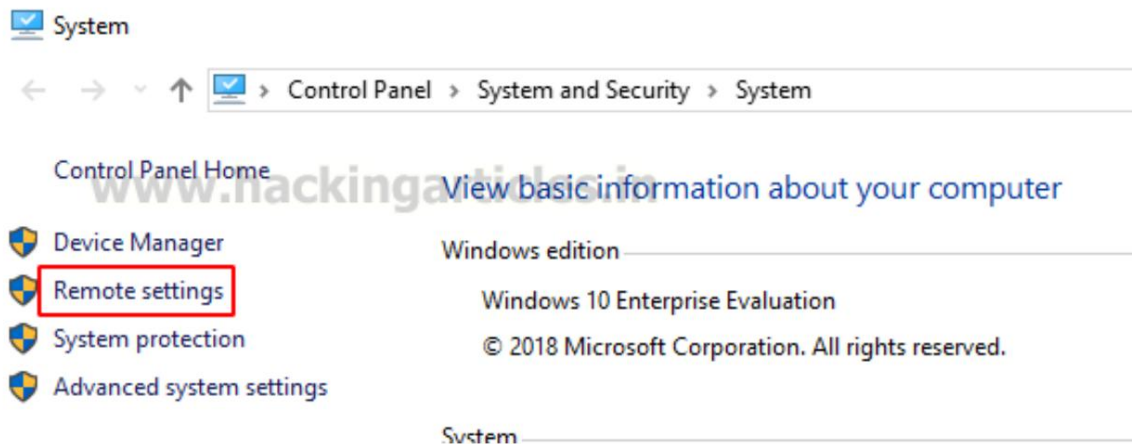 System
Control Panel > System and Security > System
Control Panel Home
www.hackingarticles.in
View basic information about your computer
Device Manager
Windows edition
Remote settings
Windows 10 Enterprise Evaluation
System protection
© 2018 Microsoft Corporation. All rights reserved.
Advanced system settings
System